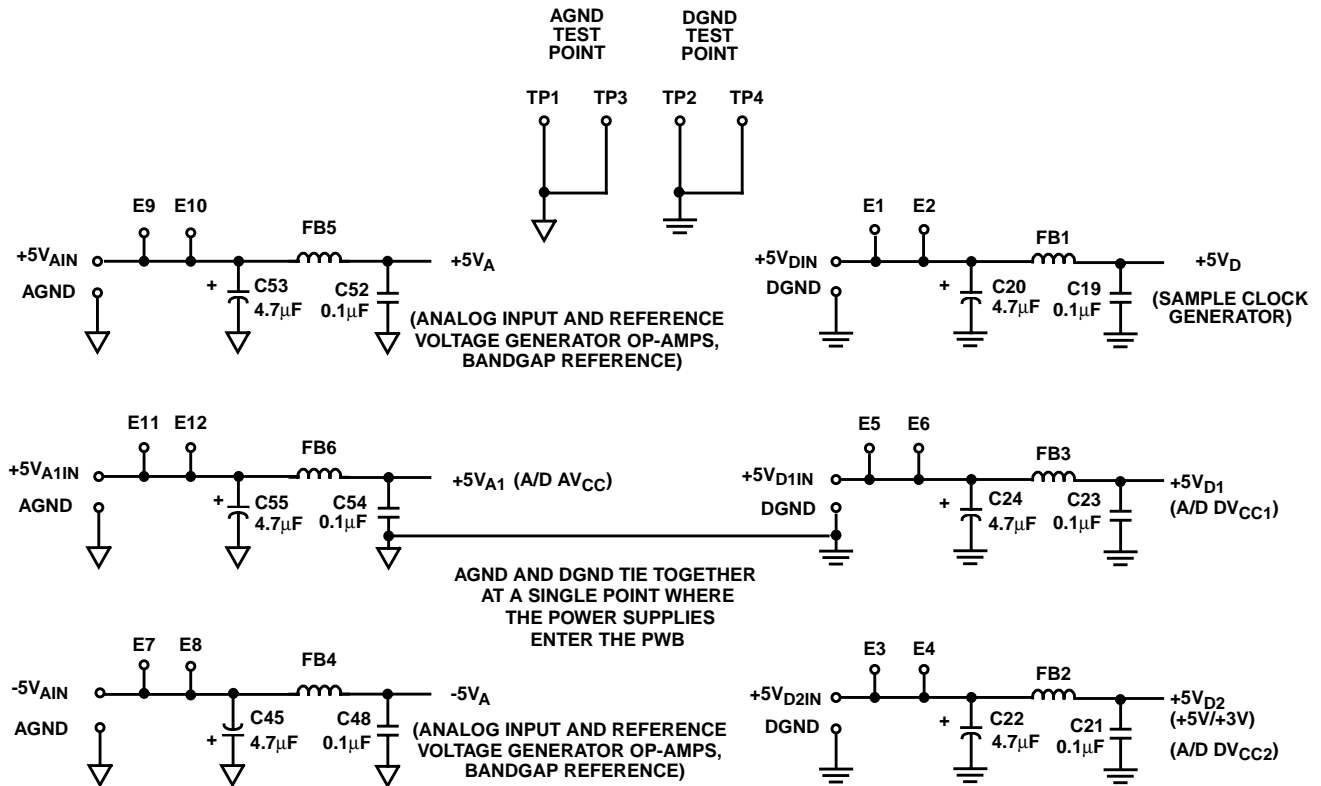 AGND
TEST
POINT
DGND
TEST
POINT
TP1
TP3
TP2
TP4
E9
E10
FB5
+5VAIN
+5VA
AGND
+
C53
4.7µF
C52
0.1µF
(ANALOG INPUT AND REFERENCE
VOLTAGE GENERATOR OP-AMPS,
BANDGAP REFERENCE)
E1
E2
FB1
+5VDIN
+5VD
DGND
+
C20
4.7µF
C19
0.1µF
(SAMPLE CLOCK
GENERATOR)
E11
E12
FB6
+5VA1IN
+5VA1 (A/D AVCC)
AGND
+
C55
4.7µF
C54
0.1µF
E5
E6
FB3
+5VD1IN
+5VD1
(A/D DVCC1)
DGND
+
C24
4.7µF
C23
0.1µF
AGND AND DGND TIE TOGETHER
AT A SINGLE POINT WHERE
THE POWER SUPPLIES
ENTER THE PWB
E7
E8
FB4
-5VAIN
-5VA
AGND
+
C45
4.7µF
C48
0.1µF
(ANALOG INPUT AND REFERENCE
VOLTAGE GENERATOR OP-AMPS,
BANDGAP REFERENCE)
E3
E4
FB2
+5VD2IN
+5VD2
(+5V/+3V)
(A/D DVCC2)
DGND
+
C22
4.7µF
C21
0.1µF